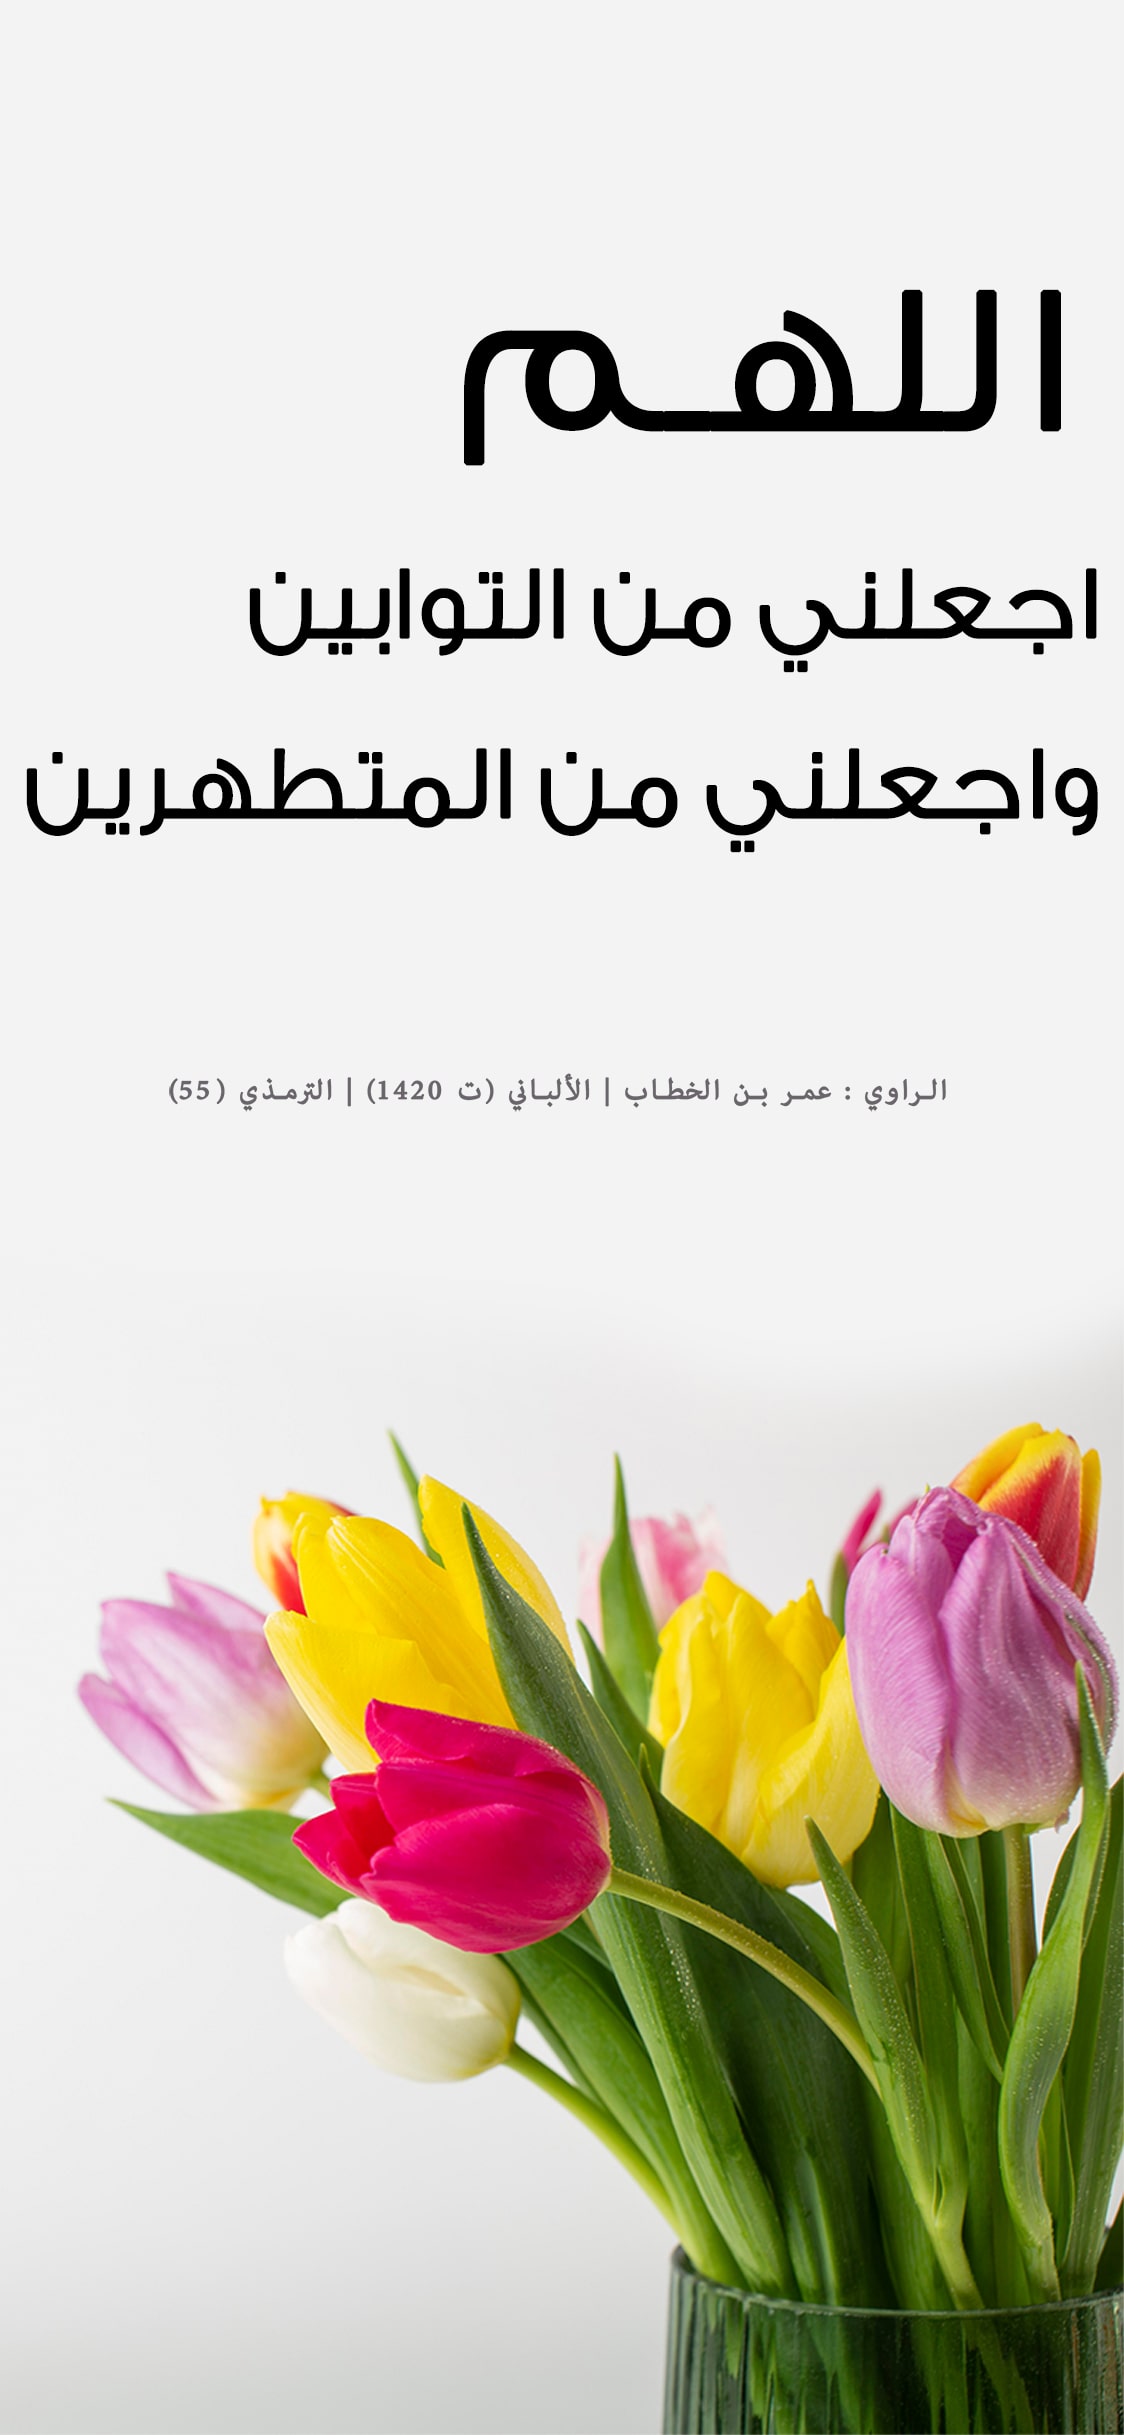 اللهم
اجعلني من التوابين
واجعلني من المتطهرين
الراوي : عمر بن الخطاب | الألباني (ت 1420) | الترمذي (55)